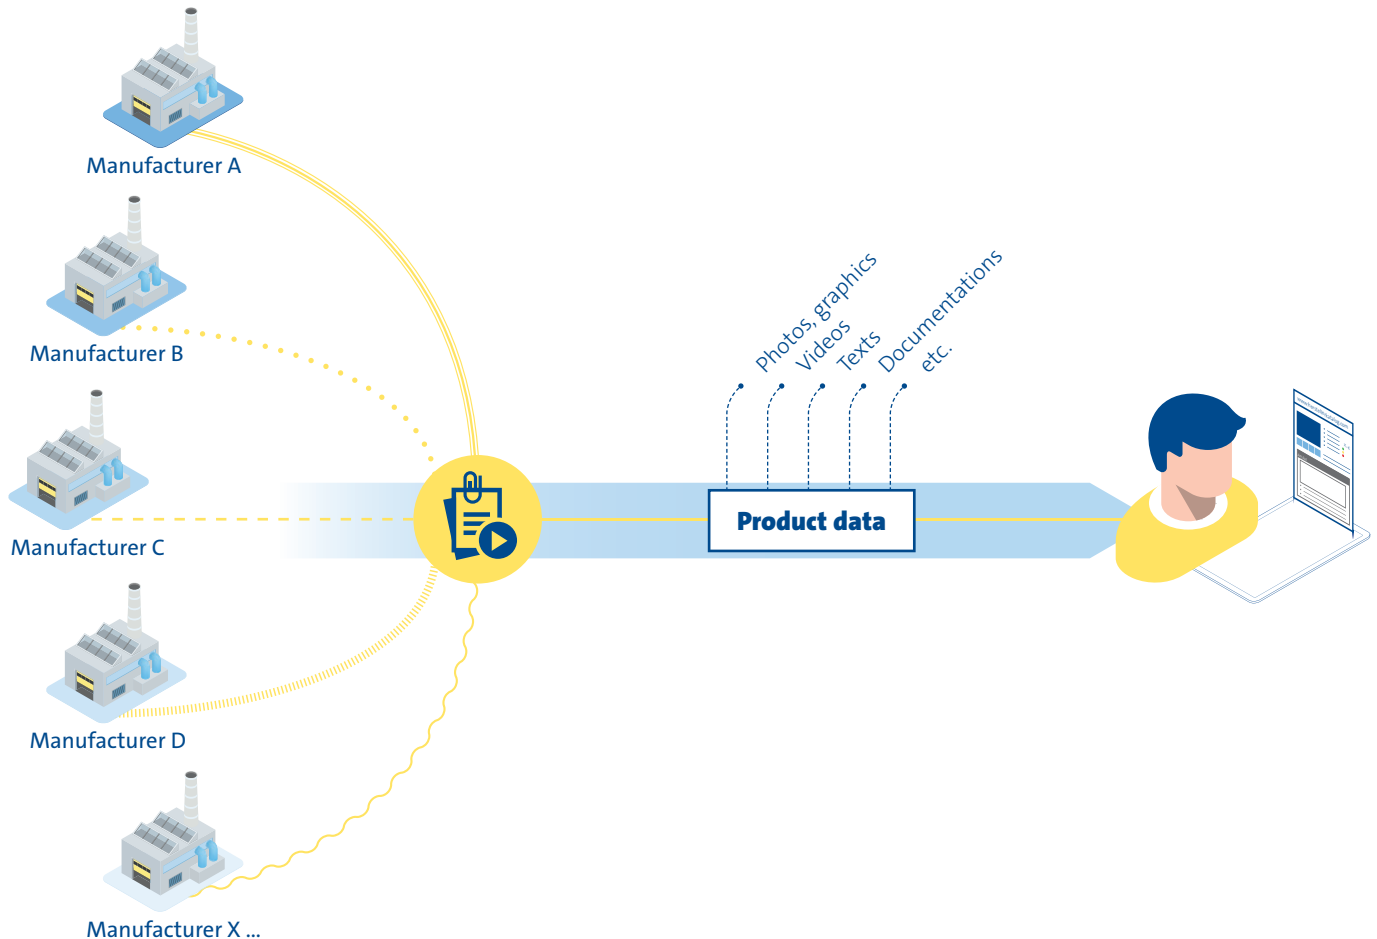 Manufacturer A
Manufacturer B
Manufacturer C
Manufacturer D
Manufacturer X ...
Photos, graphics
Videos
Texts
Documentations
etc.
Product data